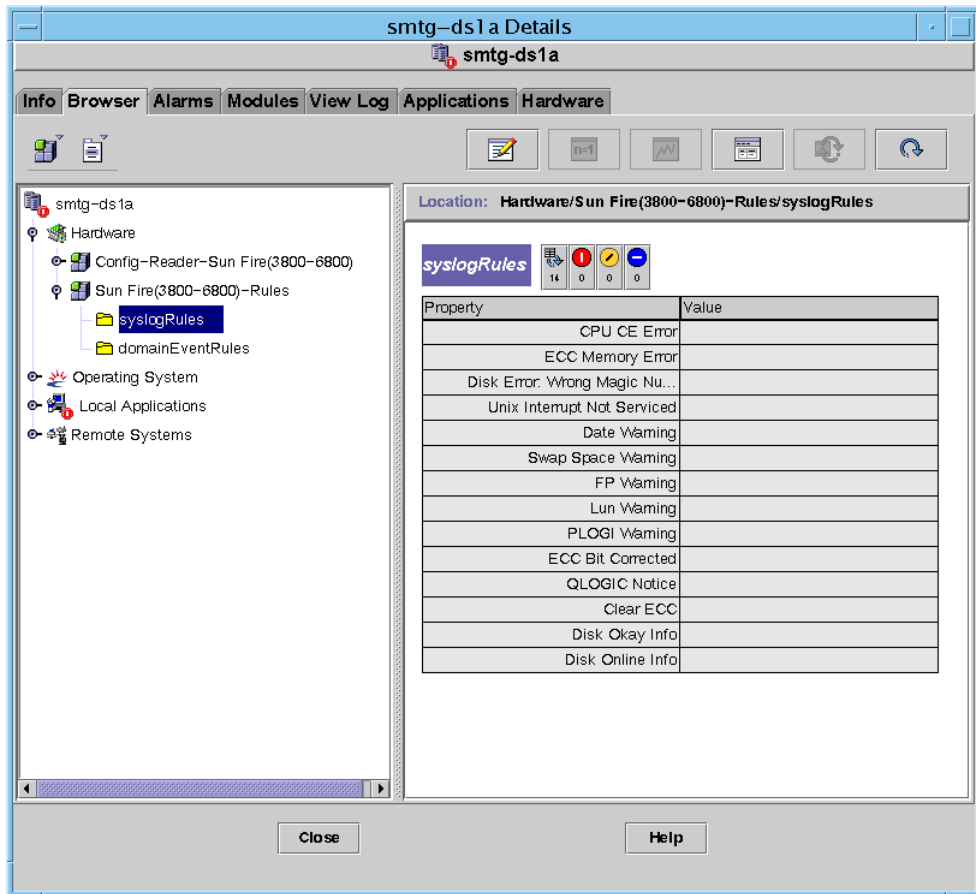 smtg-ds1a Details
smtg-ds1a
Info Browser Alarms Modules View Log Applications Hardware
n=1
smtg-ds1a
Hardware
Config-Reader-Sun Fire(3800-6800)
Sun Fire(3800-6800)-Rules
syslogRules
domainEventRules
Operating System
Local Applications
Remote Systems
Location: Hardware/Sun Fire(3800-6800)-Rules/syslogRules
syslogRules
14 0 0 0
Property Value
CPU CE Error
ECC Memory Error
Disk Error: Wrong Magic Nu...
Unix Interrupt Not Serviced
Date Warning
Swap Space Warning
FP Warning
Lun Warning
PLOGI Warning
ECC Bit Corrected
QLOGIC Notice
Clear ECC
Disk Okay Info
Disk Online Info
Close Help